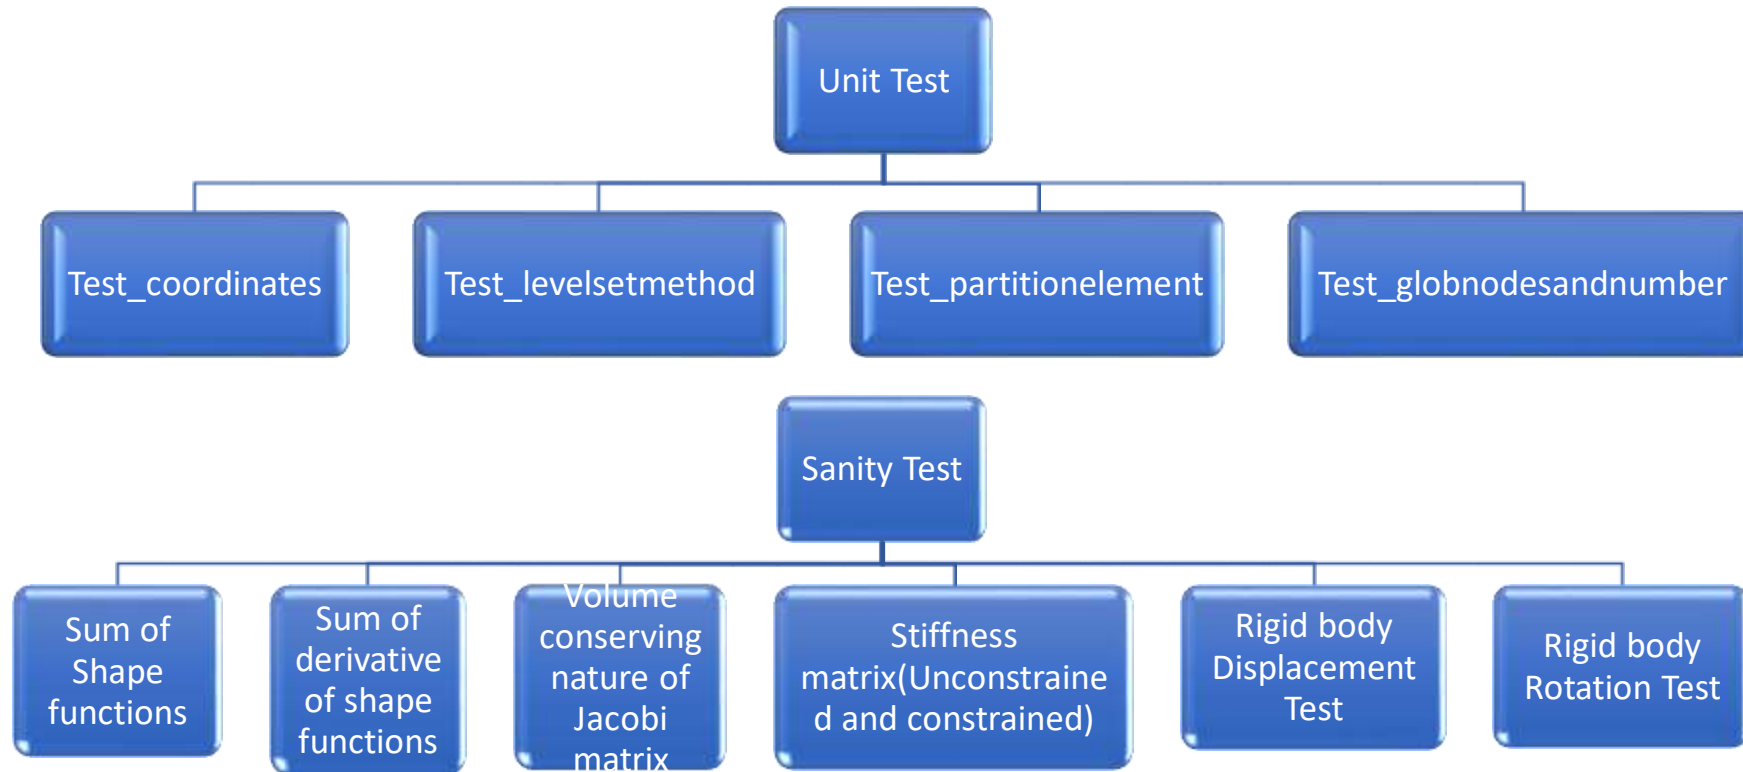 Unit Test
Test_coordinates
Test_levelsetmethod
Test_partitionelement
Test_globnodesandnumber
Sanity Test
Sum of
Shape
functions
Sum of
derivative
of shape
functions
Volume
conserving
nature of
Jacobi
matrix
Stiffness
matrix(Unconstraine
d and constrained)
Rigid body
Displacement
Test
Rigid body
Rotation Test